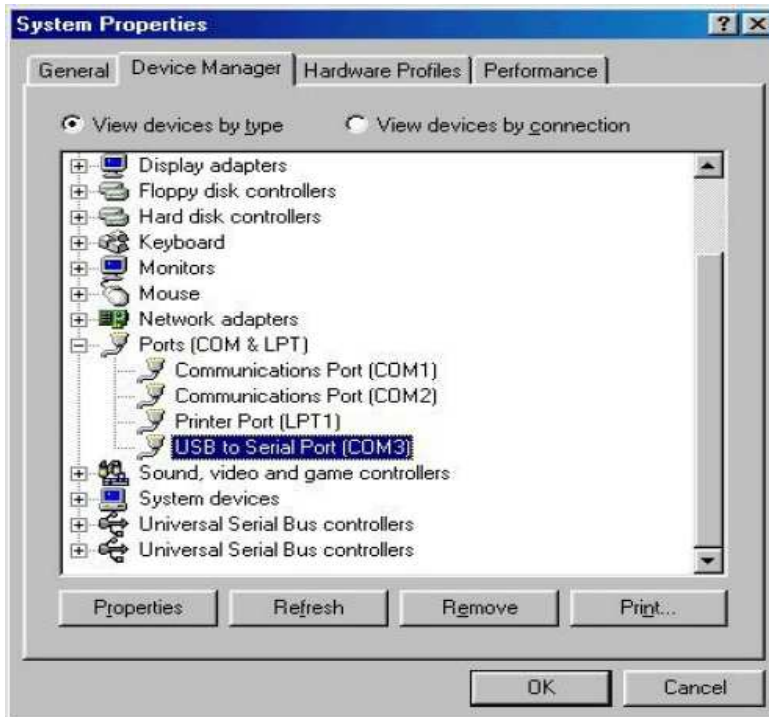 System Properties
General Device Manager Hardware Profiles Performance
View devices by type View devices by connection
Display adapters
Floppy disk controllers
Hard disk controllers
Keyboard
Monitors
Mouse
Network adapters
Ports (COM & LPT)
Communications Port (COM1)
Communications Port (COM2)
Printer Port (LPT1)
USB to Serial Port (COM3)
Sound, video and game controllers
System devices
Universal Serial Bus controllers
Universal Serial Bus controllers
Properties Refresh Remove Print...
OK Cancel